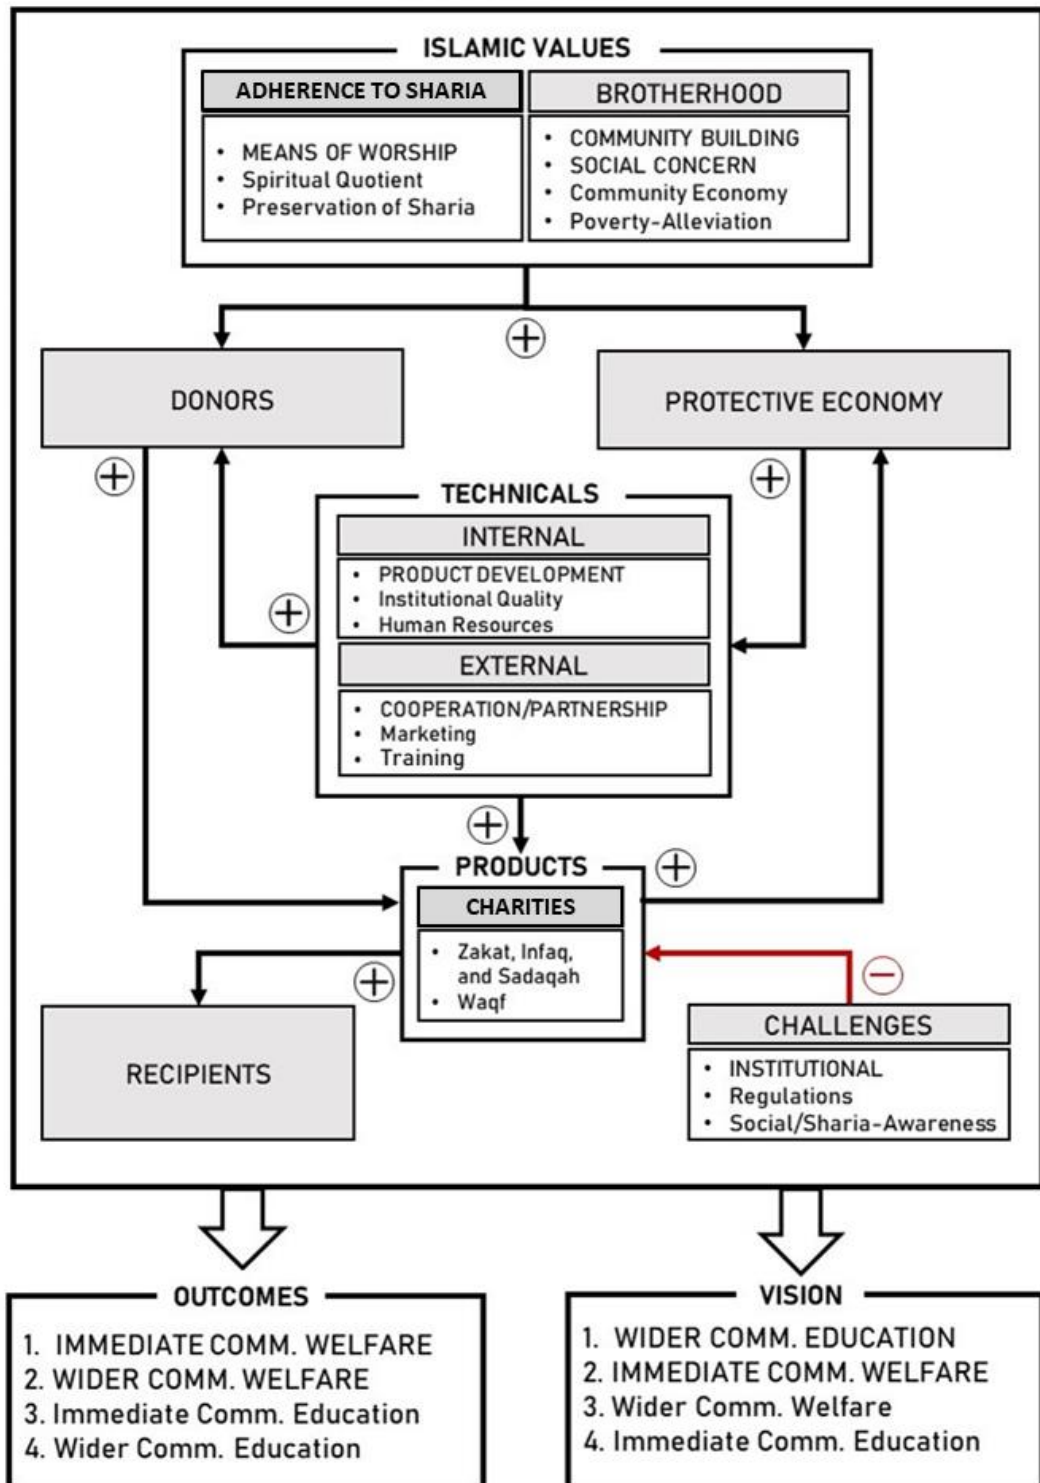 ISLAMIC VALUES
ADHERENCE TO SHARIA
• MEANS OF WORSHIP
• Spiritual Quotient
• Preservation of Sharia
BROTHERHOOD
• COMMUNITY BUILDING
• SOCIAL CONCERN
• Community Economy
• Poverty-Alleviation
+
DONORS
PROTECTIVE ECONOMY
+
+
TECHNICALS
INTERNAL
• PRODUCT DEVELOPMENT
• Institutional Quality
• Human Resources
+
EXTERNAL
• COOPERATION/PARTNERSHIP
• Marketing
• Training
+
PRODUCTS
+
CHARITIES
• Zakat, Infaq,
and Sadaqah
• Waqf
+
−
RECIPIENTS
CHALLENGES
• INSTITUTIONAL
• Regulations
• Social/Sharia-Awareness
OUTCOMES
1. IMMEDIATE COMM. WELFARE
2. WIDER COMM. WELFARE
3. Immediate Comm. Education
4. Wider Comm. Education
VISION
1. WIDER COMM. EDUCATION
2. IMMEDIATE COMM. WELFARE
3. Wider Comm. Welfare
4. Immediate Comm. Education